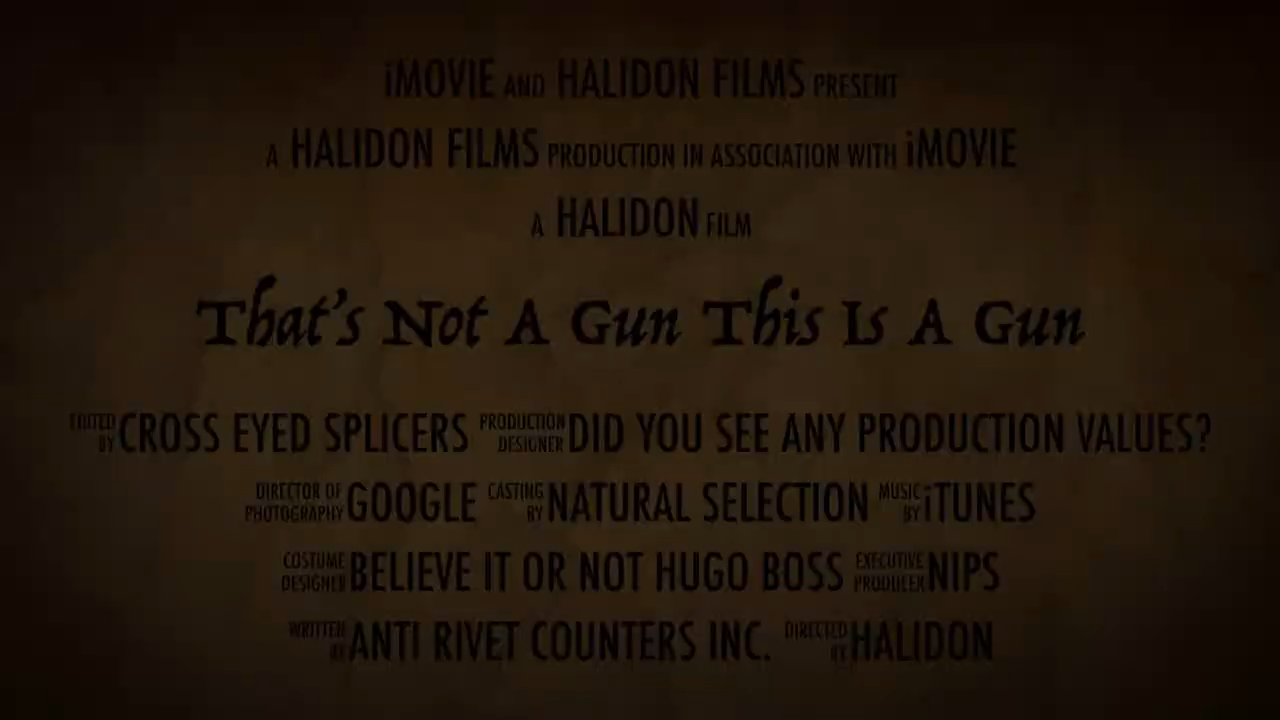 iMOVIE AND HALIDON FILMS PRESENT
A HALIDON FILMS PRODUCTION IN ASSOCIATION WITH iMOVIE
A HALIDON FILM
That's Not A Gun This Is A Gun
EDITED BY CROSS EYED SPLICERS PRODUCTION DESIGNER DID YOU SEE ANY PRODUCTION VALUES?
DIRECTOR OF PHOTOGRAPHY GOOGLE CASTING BY NATURAL SELECTION MUSIC BY iTUNES
COSTUME DESIGNER BELIEVE IT OR NOT HUGO BOSS EXECUTIVE PRODUCER NIPS
WRITTEN BY ANTI RIVET COUNTERS INC. DIRECTED BY HALIDON